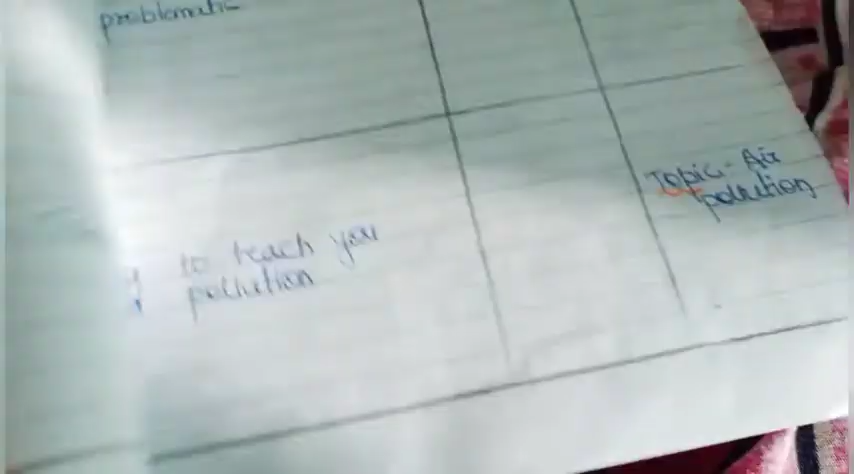 problematic
to teach you
pollution
Topic- Air
pollution